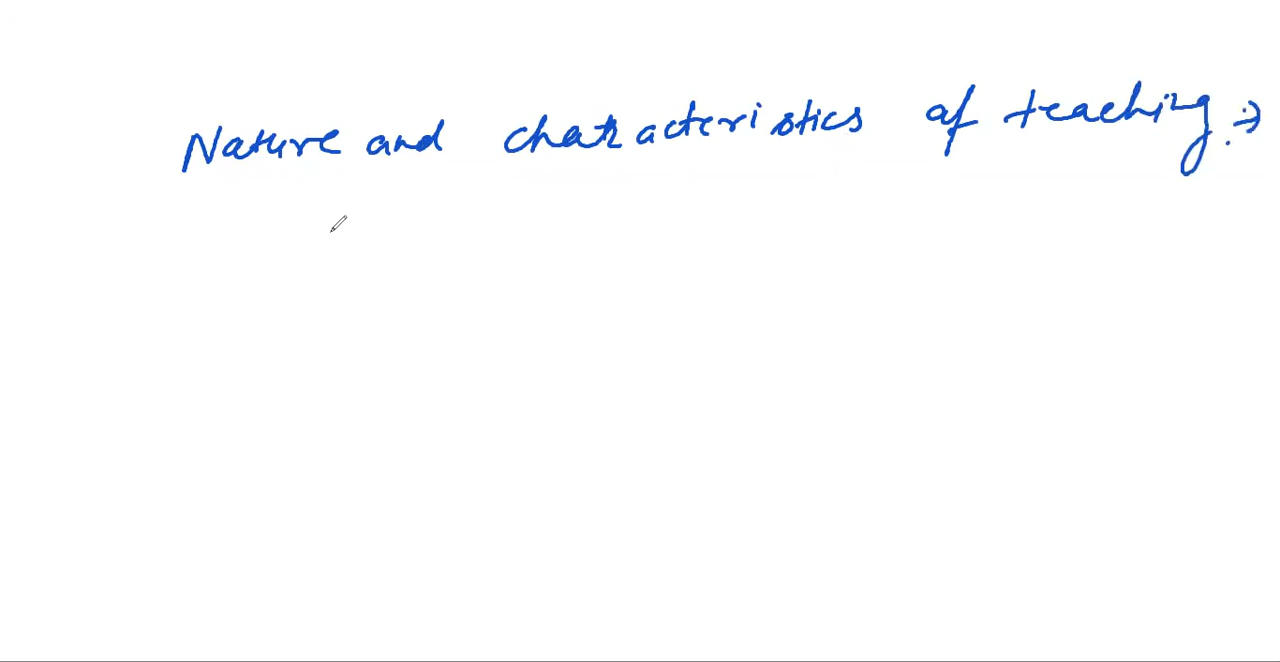 Nature and characteristics of teaching :⇒